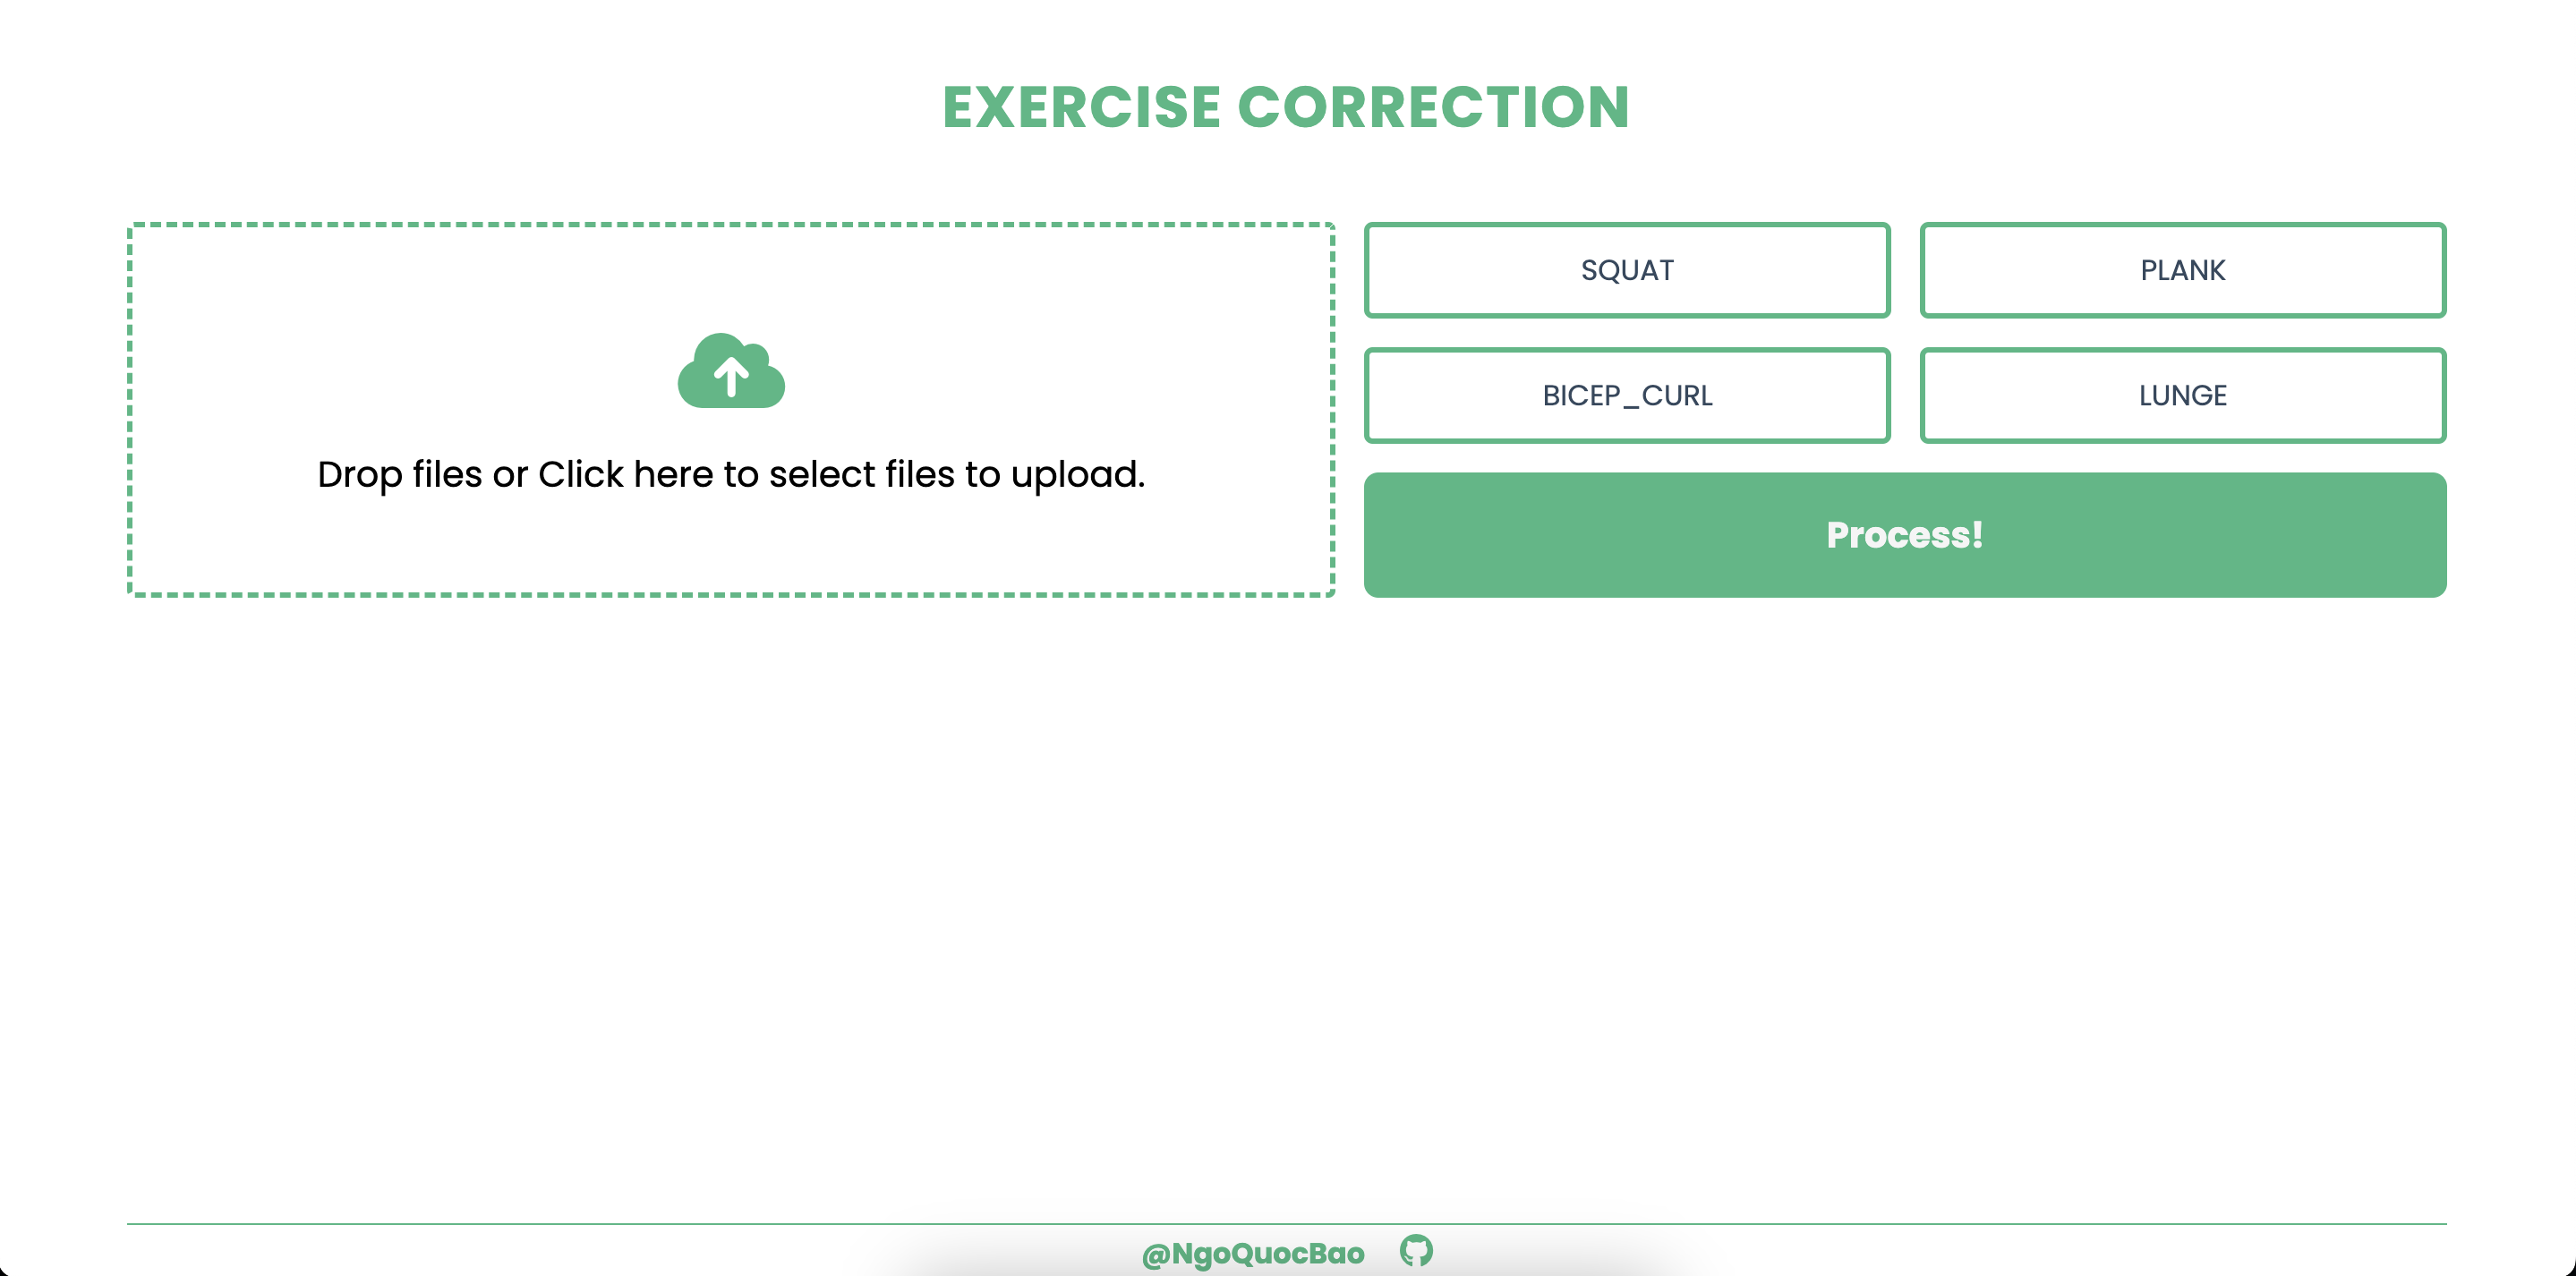 EXERCISE CORRECTION
Drop files or Click here to select files to upload.
SQUAT
PLANK
BICEP_CURL
LUNGE
Process!
@NgoQuocBao